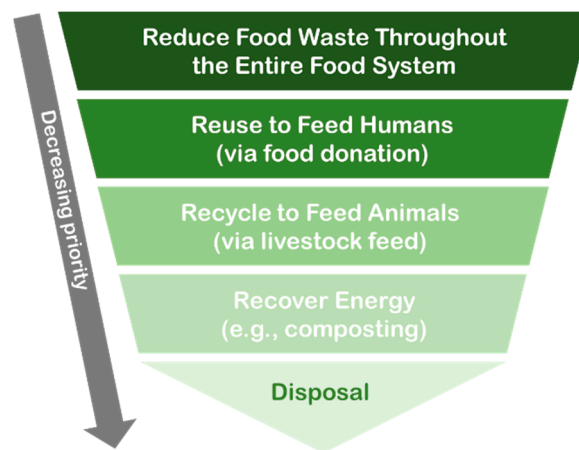 Reduce Food Waste Throughout
the Entire Food System
Decreasing priority
Reuse to Feed Humans
(via food donation)
Recycle to Feed Animals
(via livestock feed)
Recover Energy
(e.g., composting)
Disposal